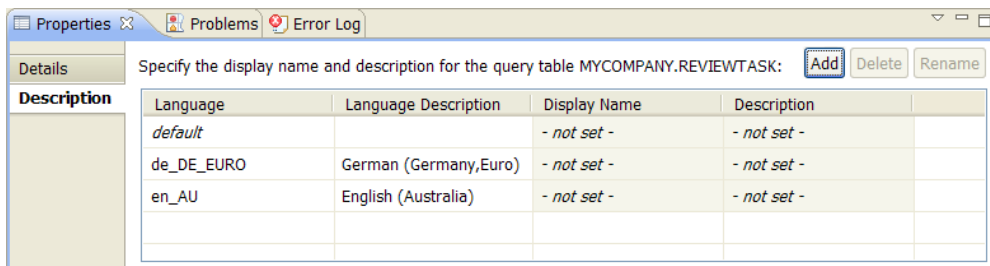 Properties Problems Error Log
Details Specify the display name and description for the query table MYCOMPANY.REVIEWTASK: Add Delete Rename
Description
Language Language Description Display Name Description
default - not set - - not set -
de_DE_EURO German (Germany,Euro) - not set - - not set -
en_AU English (Australia) - not set - - not set -